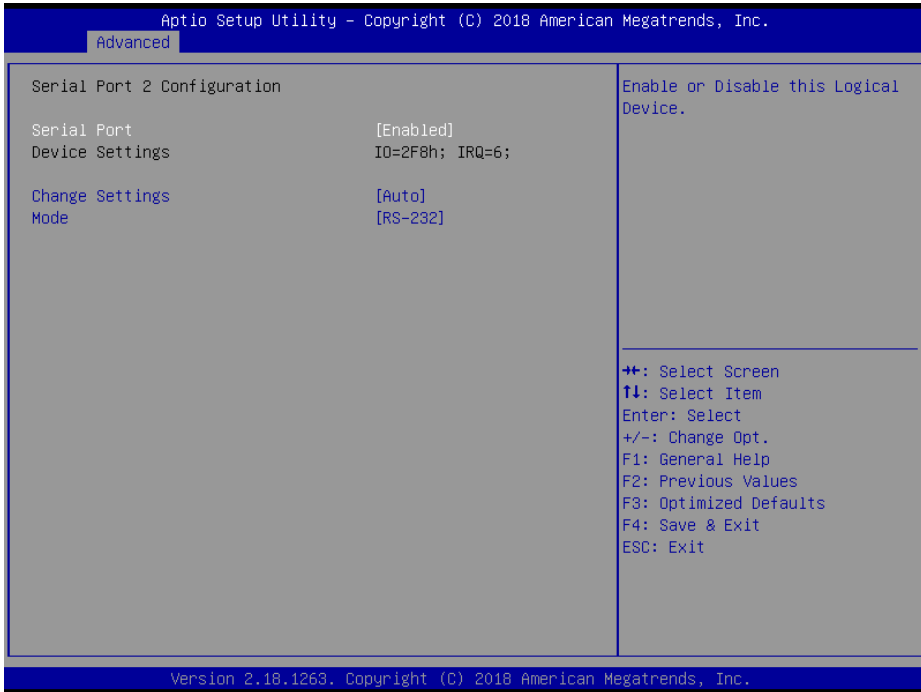 Aptio Setup Utility – Copyright (C) 2018 American Megatrends, Inc.
Advanced
Serial Port 2 Configuration
Serial Port [Enabled]
Device Settings IO=2F8h; IRQ=6;
Change Settings [Auto]
Mode [RS-232]
Enable or Disable this Logical
Device.
→←: Select Screen
↑↓: Select Item
Enter: Select
+/-: Change Opt.
F1: General Help
F2: Previous Values
F3: Optimized Defaults
F4: Save & Exit
ESC: Exit
Version 2.18.1263. Copyright (C) 2018 American Megatrends, Inc.